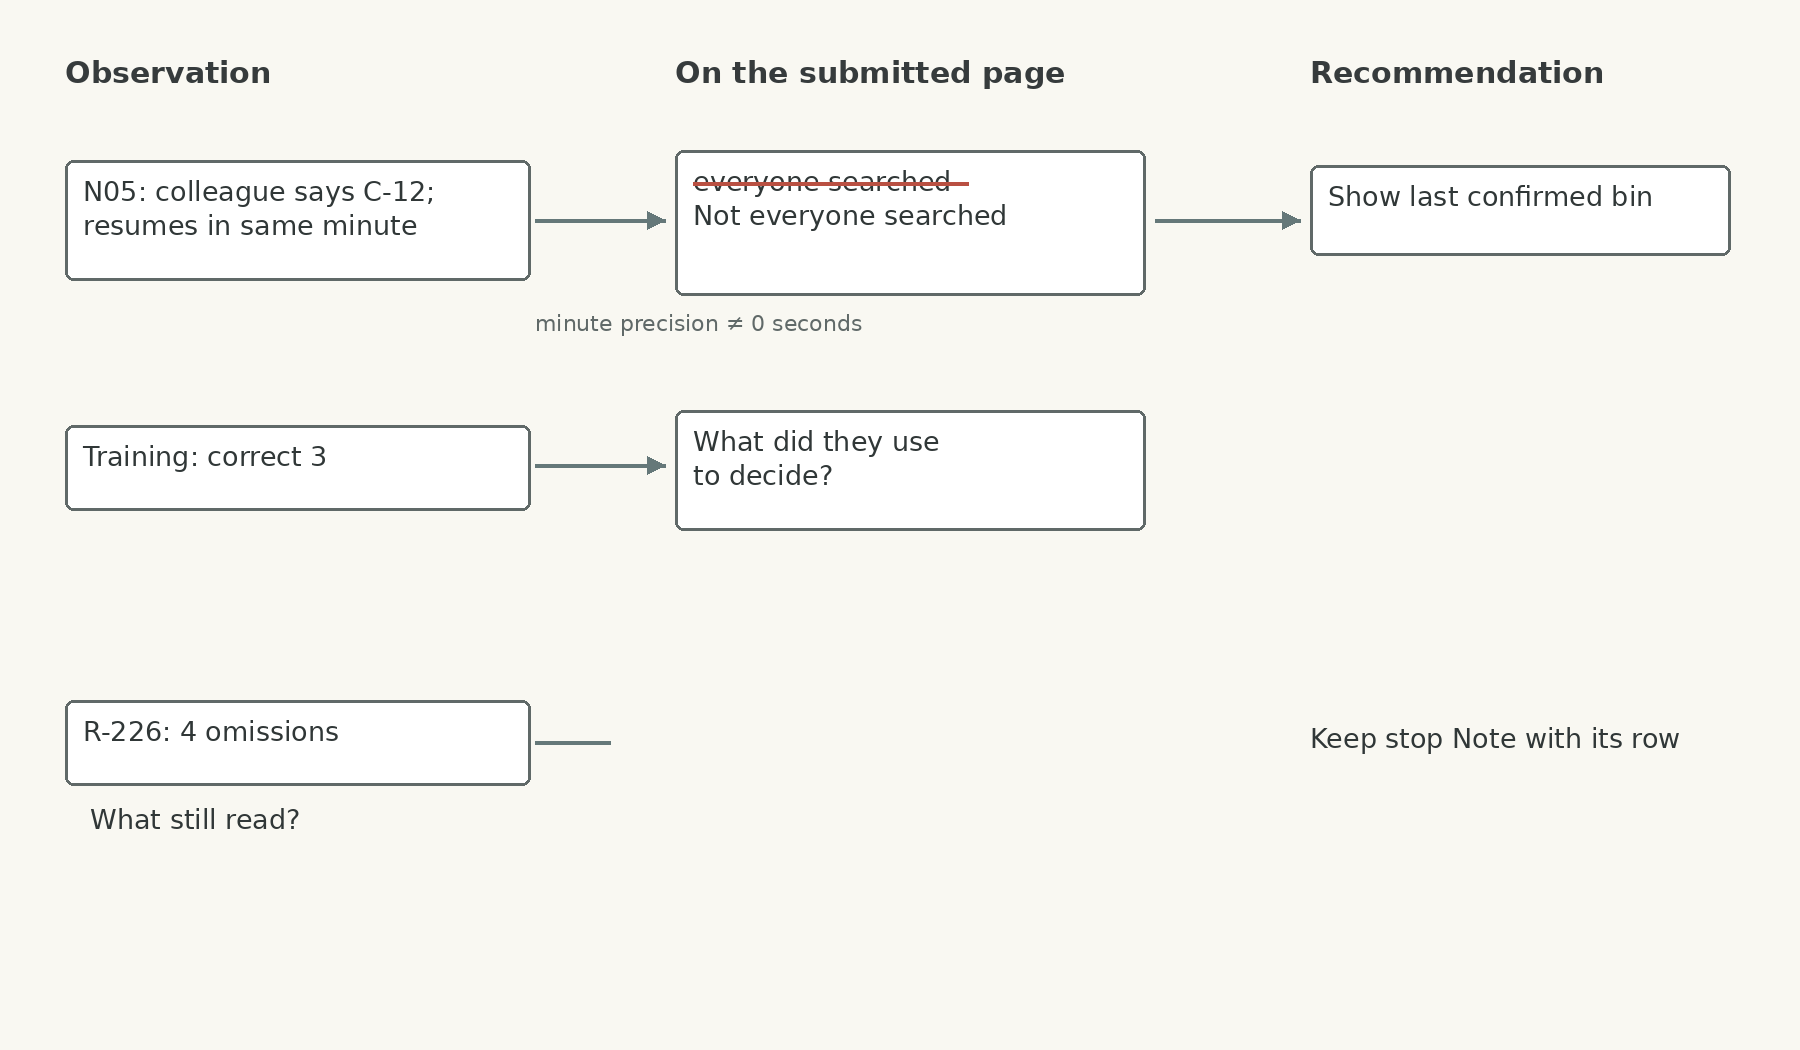 Observation
On the submitted page
Recommendation
N05: colleague says C-12;
resumes in same minute
everyone searched
Not everyone searched
Show last confirmed bin
minute precision ≠ 0 seconds
Training: correct 3
What did they use
to decide?
R-226: 4 omissions
Keep stop Note with its row
What still read?